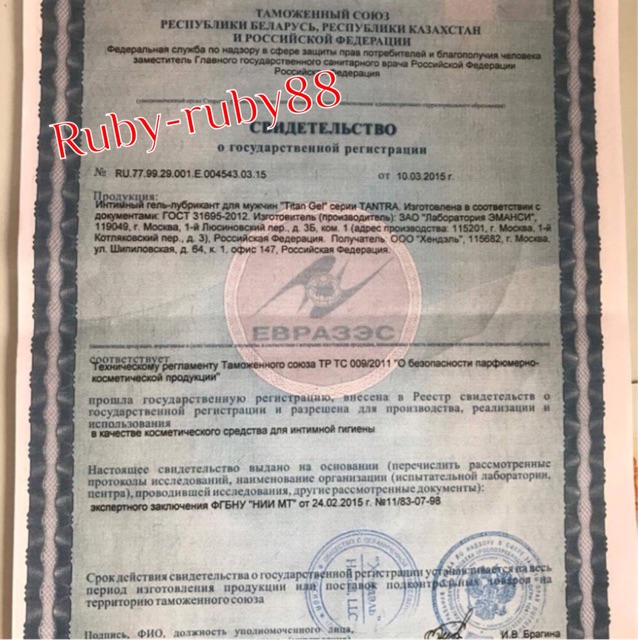 ТАМОЖЕННЫЙ СОЮЗ
РЕСПУБЛИКИ БЕЛАРУСЬ, РЕСПУБЛИКИ КАЗАХСТАН
И РОССИЙСКОЙ ФЕДЕРАЦИИ
Федеральная служба по надзору в сфере защиты прав потребителей и благополучия человека
заместитель Главного государственного санитарного врача Российской Федерации
Российская Федерация
Ruby-ruby88
СВИДЕТЕЛЬСТВО
о государственной регистрации
№ RU.77.99.29.001.Е.004543.03.15 от 10.03.2015 г.
Продукция:
Интимный гель-лубрикант для мужчин "Titan Gel" серии TANTRA. Изготовлена в соответствии с
документами: ГОСТ 31695-2012. Изготовитель (производитель): ЗАО "Лаборатория ЭМАНСИ",
119049, г. Москва, 1-й Люсиновский пер., д. 3Б, ком. 1 (адрес производства: 115201, г. Москва, 1-й
Котляковский пер., д. 3), Российская Федерация. Получатель: ООО "Хендэль", 115682, г. Москва,
ул. Шипиловская, д. 64, к. 1, офис 147, Российская Федерация.
ЕВРАЗЭС
соответствует
Техническому регламенту Таможенного союза ТР ТС 009/2011 "О безопасности парфюмерно-
косметической продукции"
прошла государственную регистрацию, внесена в Реестр свидетельств о
государственной регистрации и разрешена для производства, реализации и
использования
в качестве косметического средства для интимной гигиены
Настоящее свидетельство выдано на основании (перечислить рассмотренные
протоколы исследований, наименование организации (испытательной лаборатории,
центра), проводившей исследования, другие рассмотренные документы):
экспертного заключения ФГБНУ "НИИ МТ" от 24.02.2015 г. №11/83-07-98
Срок действия свидетельства о государственной регистрации устанавливается на весь
период изготовления продукции или поставок подконтрольных товаров на
территорию таможенного союза
Подпись, ФИО, должность уполномоченного лица,
И.В. Брагина